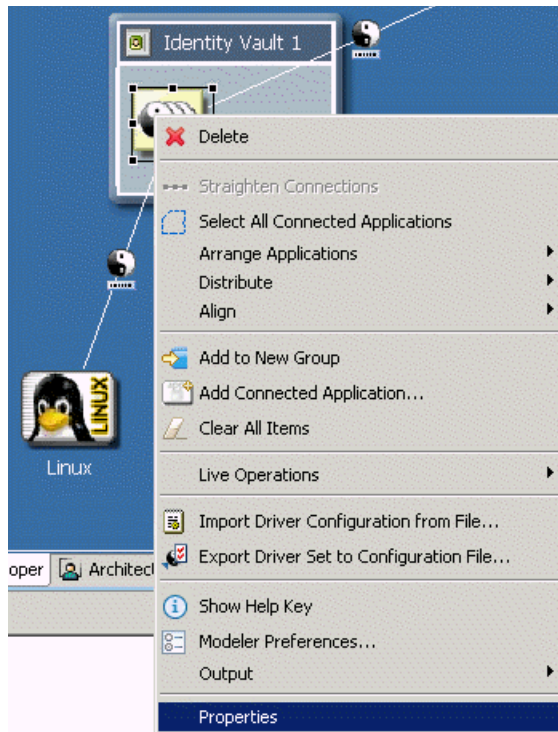 Identity Vault 1
Delete
Straighten Connections
Select All Connected Applications
Arrange Applications
Distribute
Align
Add to New Group
Add Connected Application...
Clear All Items
LINUX
Linux
Live Operations
Import Driver Configuration from File...
Export Driver Set to Configuration File...
oper
Architect
Show Help Key
Modeler Preferences...
Output
Properties